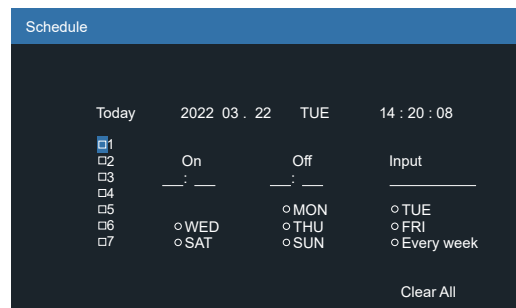 Schedule
Today 2022 03 . 22 TUE 14 : 20 : 08
1
2 On Off Input
3 __: __ __: __ ________
4
5 MON TUE
6 WED THU FRI
7 SAT SUN Every week
Clear All